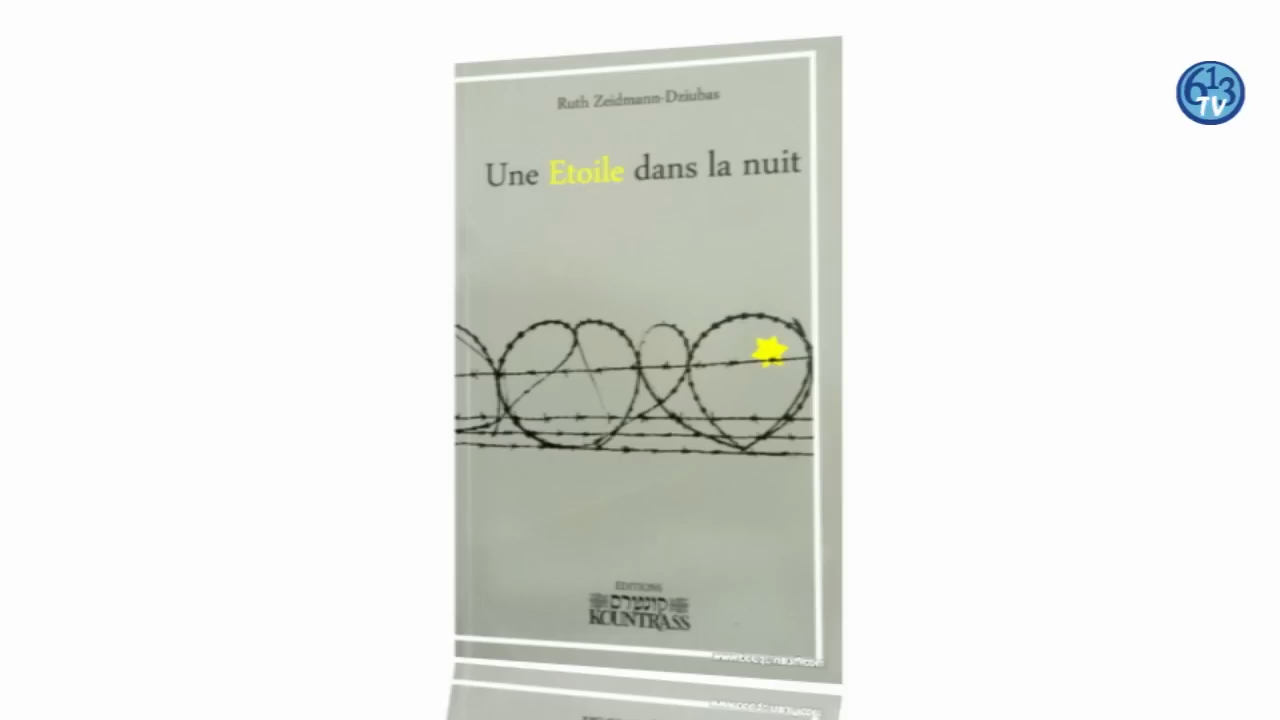 613
TV
Ruth Zeidmann-Dziubas
Une Etoile dans la nuit
EDITIONS
קונטרס
KOUNTRASS